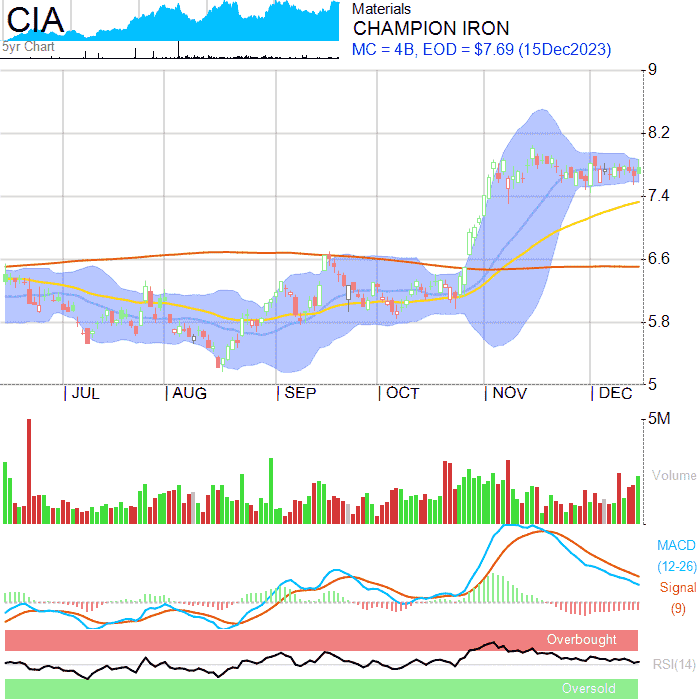 CIA
5yr Chart
Materials
CHAMPION IRON
MC = 4B, EOD = $7.69 (15Dec2023)
9
8.2
7.4
6.6
5.8
5
JUL AUG SEP OCT NOV DEC
5M
Volume
MACD
(12-26)
Signal
(9)
Overbought
RSI(14)
Oversold